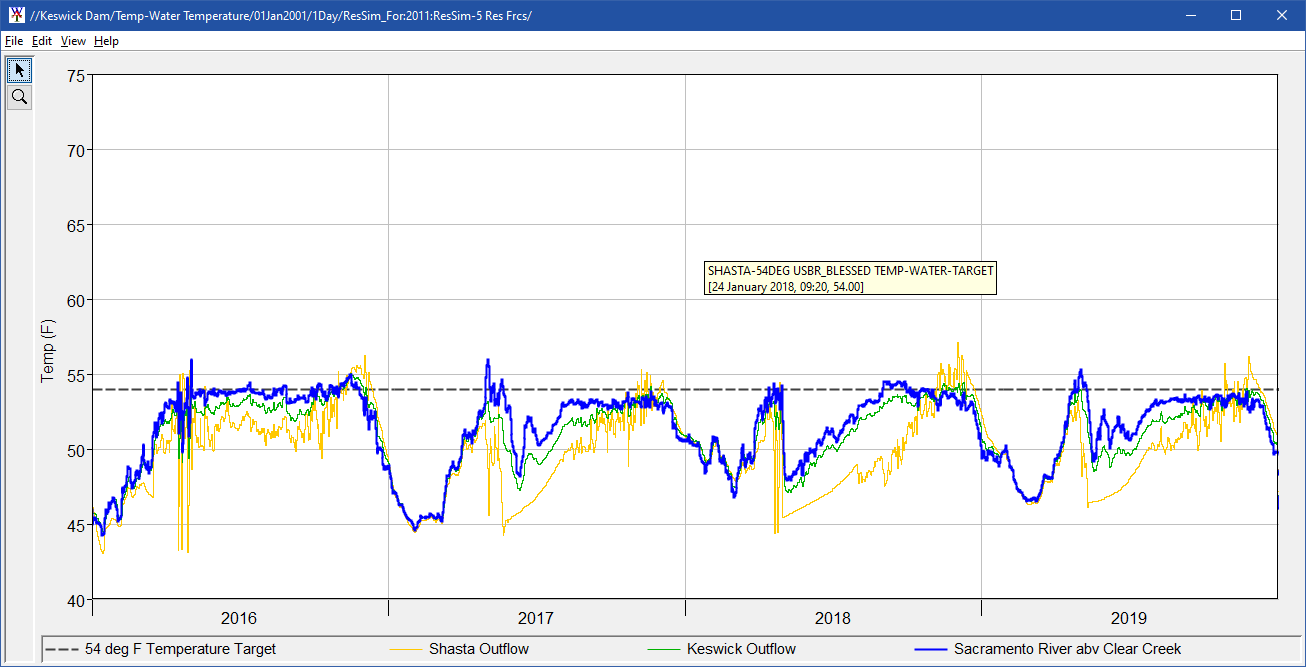 //Keswick Dam/Temp-Water Temperature/01Jan2001/1Day/ResSim_For:2011:ResSim-5 Res Frcs/
File Edit View Help
75
70
65
60
55
50
45
40
Temp (F)
SHASTA-54DEG USBR_BLESSED TEMP-WATER-TARGET
[24 January 2018, 09:20, 54.00]
2016 2017 2018 2019
54 deg F Temperature Target Shasta Outflow Keswick Outflow Sacramento River abv Clear Creek